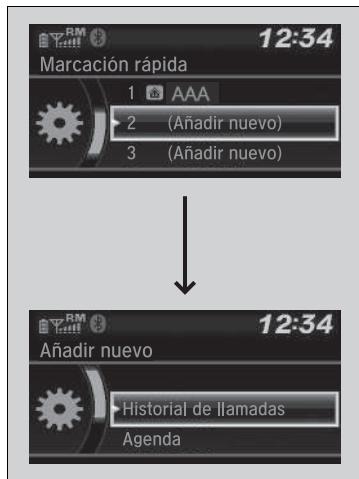 RM 12:34
Marcación rápida
1 AAA
2 (Añadir nuevo)
3 (Añadir nuevo)
RM 12:34
Añadir nuevo
Historial de llamadas
Agenda